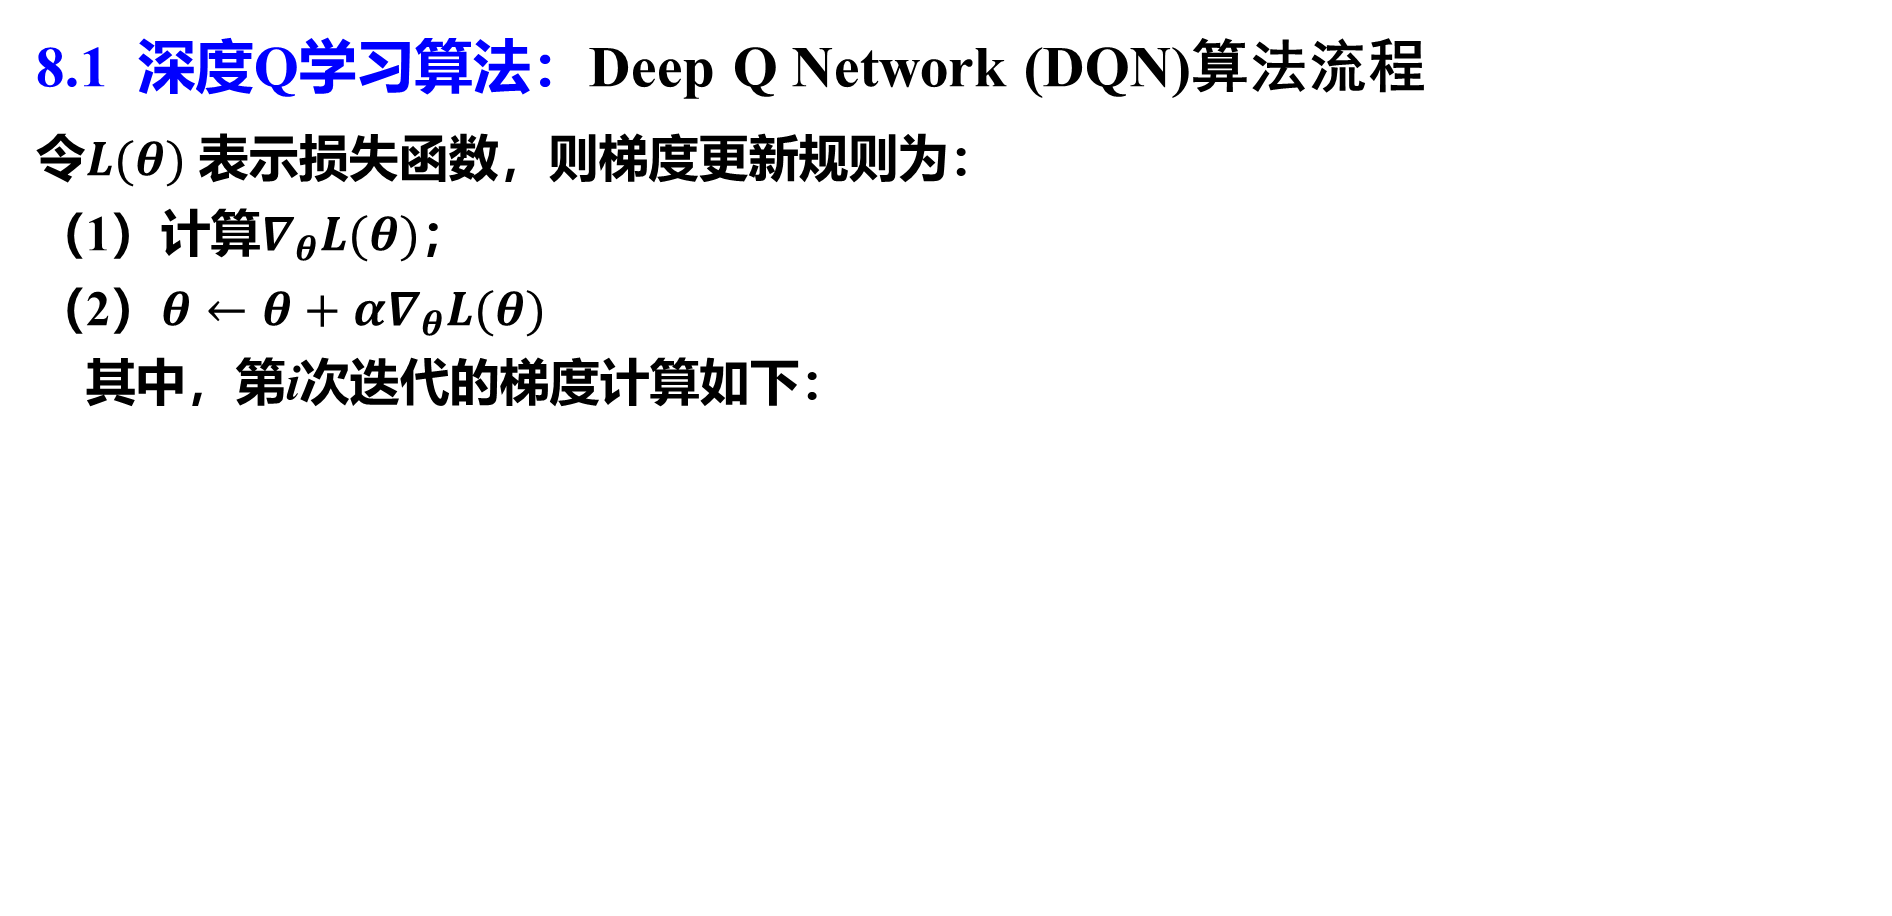 8.1 深度Q学习算法：Deep Q Network (DQN)算法流程
令L(θ) 表示损失函数，则梯度更新规则为：
（1）计算∇θL(θ)；
（2）θ ← θ + α∇θL(θ)
其中，第i次迭代的梯度计算如下：